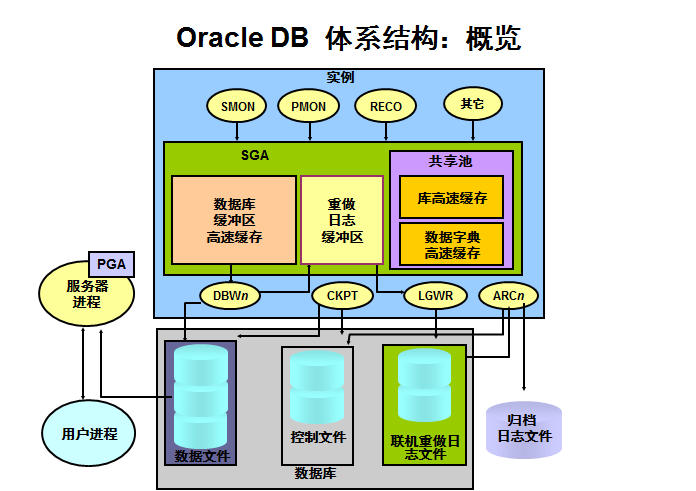 Oracle DB 体系结构：概览
实例
SMON
PMON
RECO
其它
SGA
共享池
数据库
缓冲区
高速缓存
重做
日志
缓冲区
库高速缓存
数据字典
高速缓存
PGA
服务器
进程
DBWn
CKPT
LGWR
ARCn
用户进程
数据文件
控制文件
联机重做日
志文件
数据库
归档
日志文件